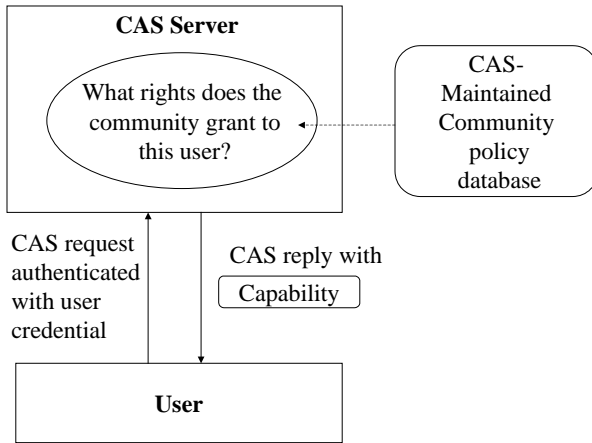 CAS Server
What rights does the
community grant to
this user?
CAS-
Maintained
Community
policy
database
CAS request
authenticated
with user
credential
CAS reply with
Capability
User